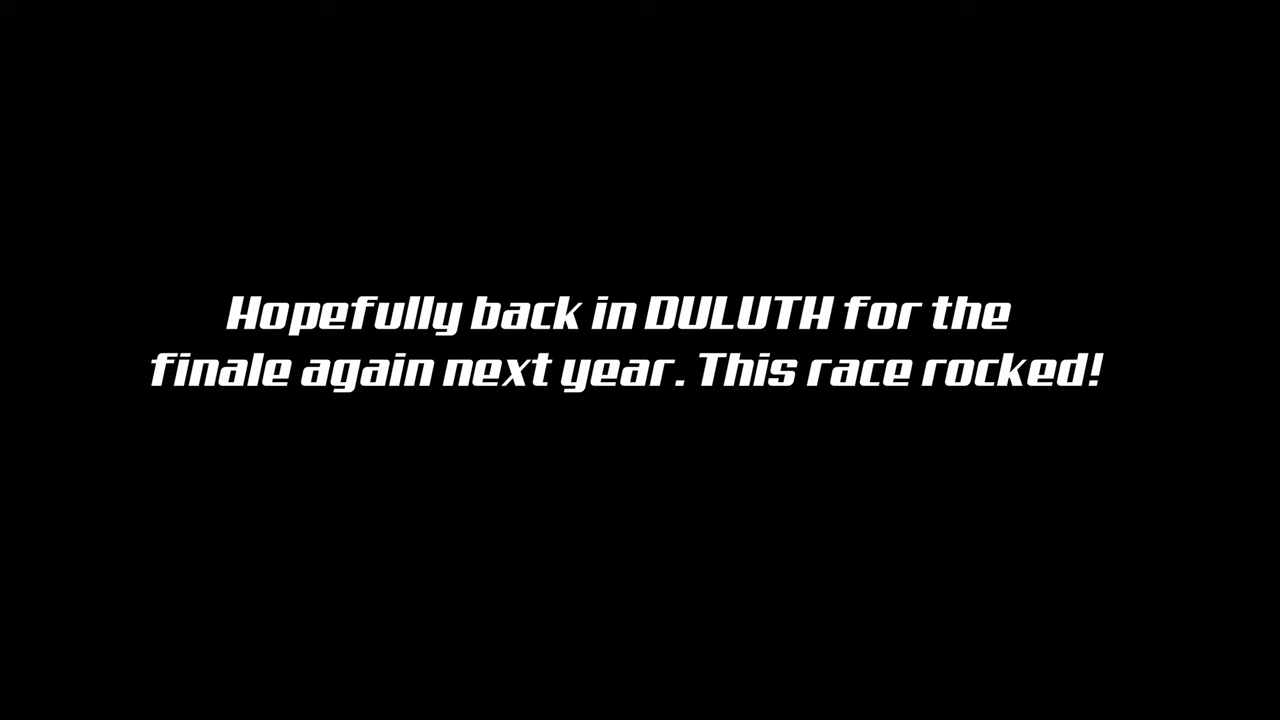 Hopefully back in DULUTH for the
finale again next year. This race rocked!